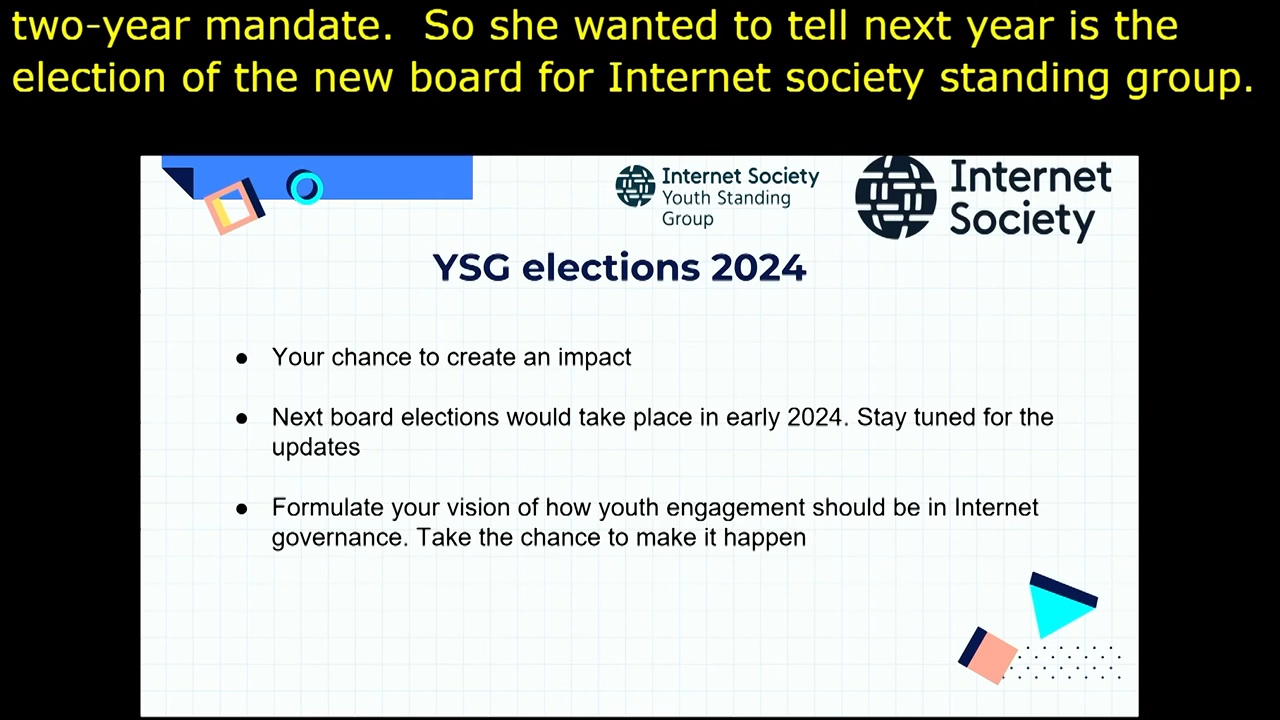 two-year mandate.  So she wanted to tell next year is the
election of the new board for Internet society standing group.
Internet Society
Youth Standing
Group
Internet
Society
YSG elections 2024
● Your chance to create an impact
● Next board elections would take place in early 2024. Stay tuned for the
updates
● Formulate your vision of how youth engagement should be in Internet
governance. Take the chance to make it happen